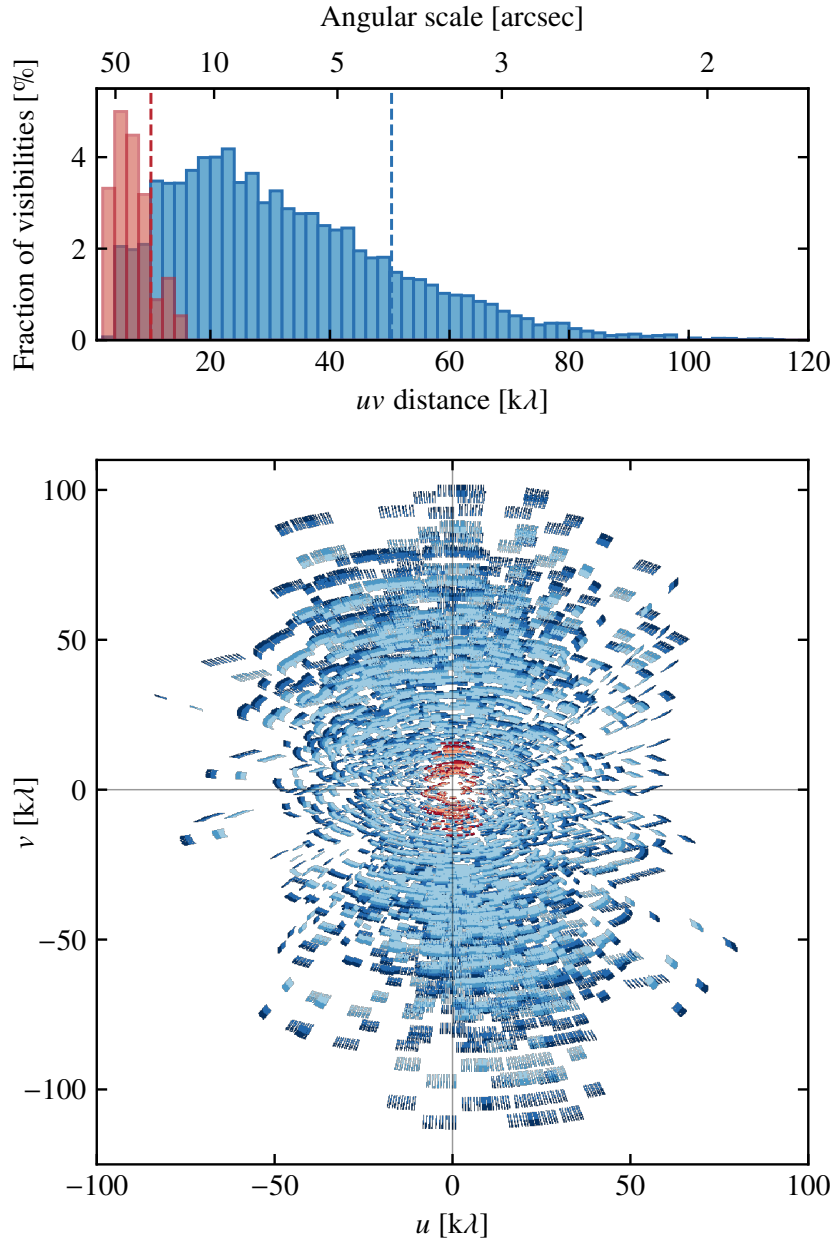 Angular scale [arcsec]
50 10 5 3 2
Fraction of visibilities [%]
4
2
0
20 40 60 80 100 120
uv distance [kλ]
100
50
0
−50
−100
v [kλ]
−100 −50 0 50 100
u [kλ]